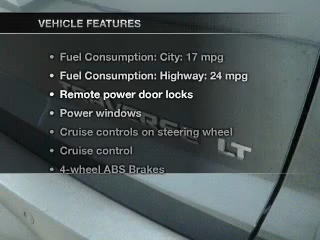 VEHICLE FEATURES
• Fuel Consumption: City: 17 mpg
• Fuel Consumption: Highway: 24 mpg
• Remote power door locks
• Power windows
• Cruise controls on steering wheel
• Cruise control
• 4-wheel ABS Brakes
TRAVERSE LT